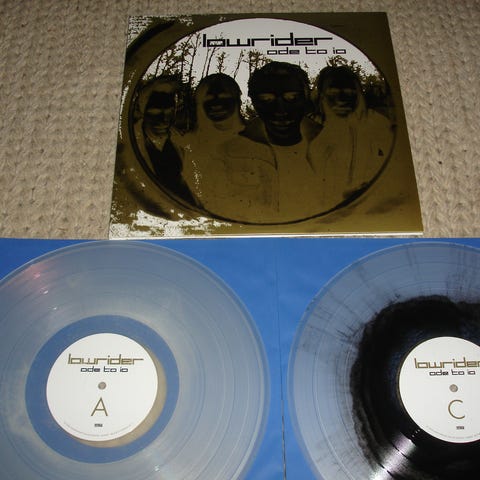 lowrider
ode to io
lowrider
ode to io
A
lowrider
ode to io
C